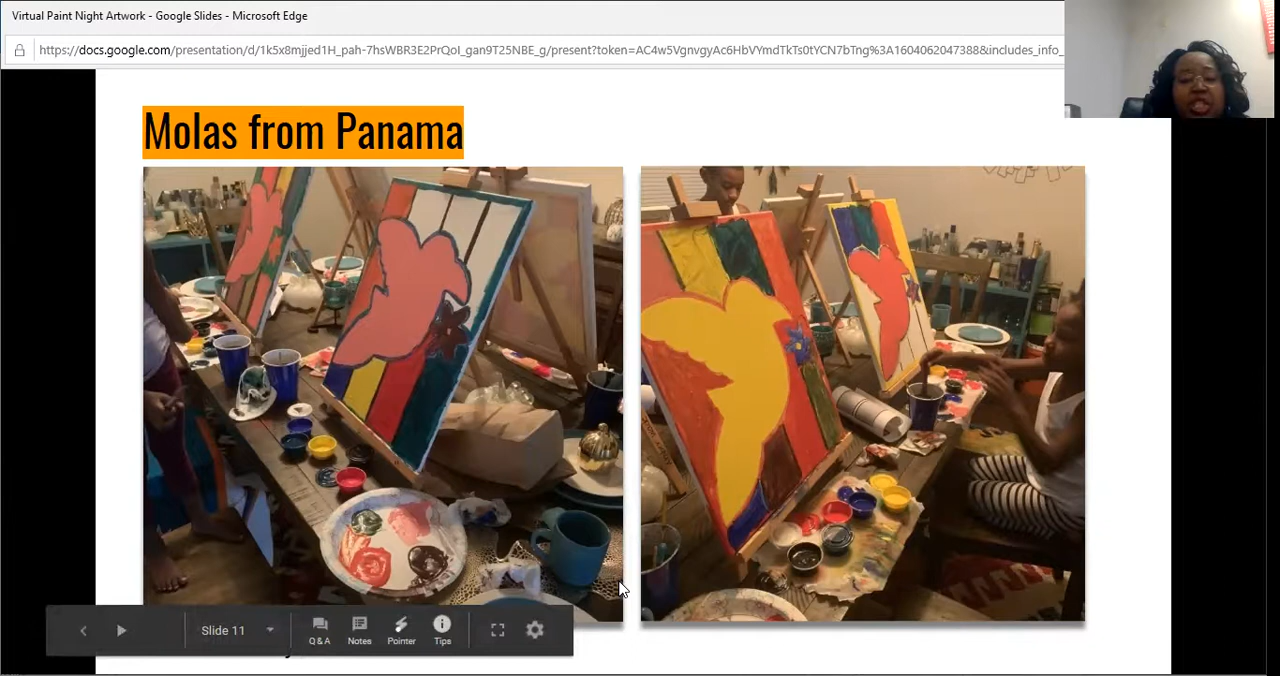 Virtual Paint Night Artwork - Google Slides - Microsoft Edge
https://docs.google.com/presentation/d/1k5x8mjjed1H_pah-7hsWBR3E2PrQoI_gan9T25NBE_g/present?token=AC4w5VgnvgyAc6HbVYmdTkTs0tYCN7bTng%3A1604062047388&includes_info_
Molas from Panama
Slide 11
Q & A
Notes
Pointer
Tips